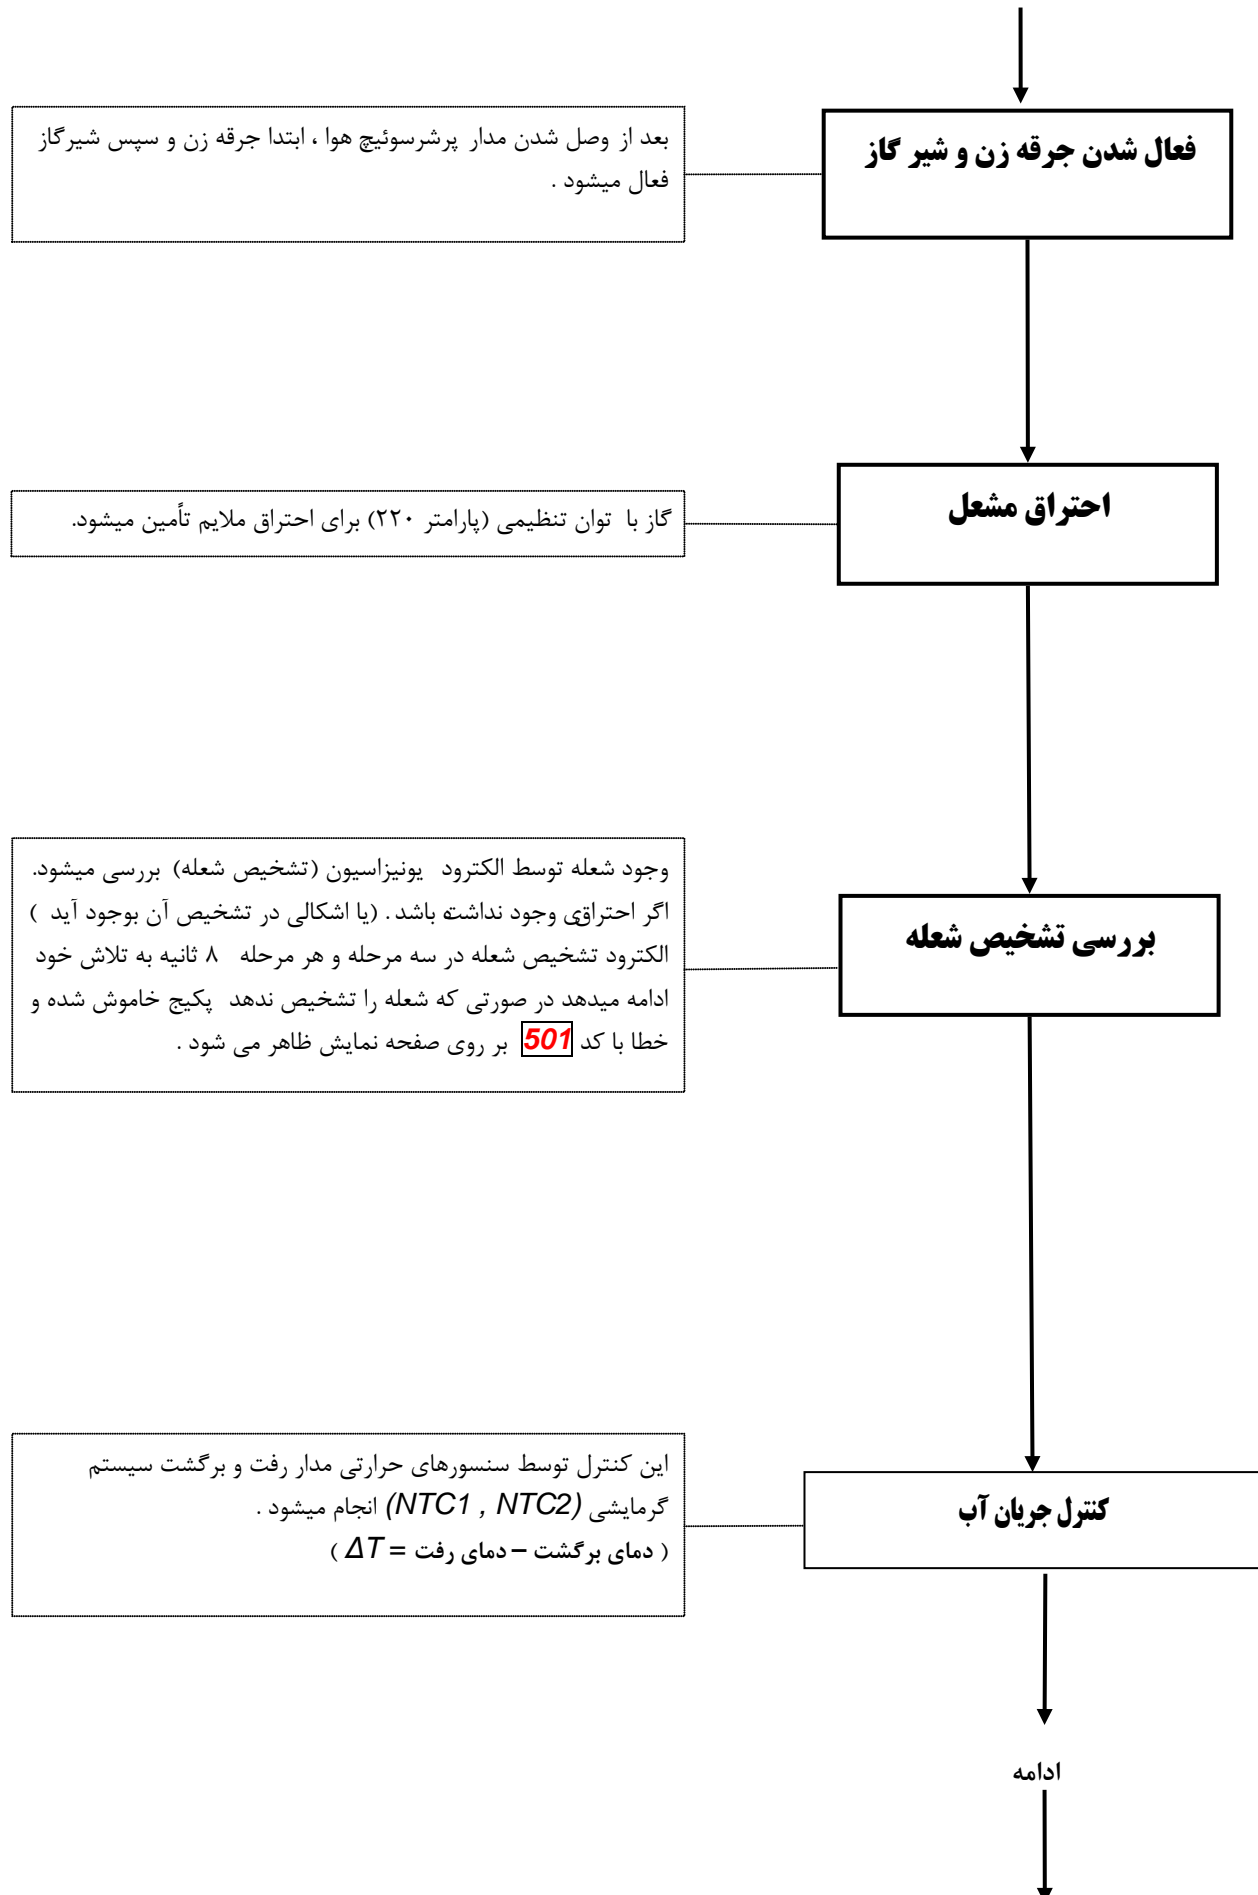 فعال شدن جرقه زن و شیر گاز
بعد از وصل شدن مدار پرشرسوئیچ هوا ، ابتدا جرقه زن و سپس شیرگاز
فعال میشود .
احتراق مشعل
گاز با توان تنظیمی (پارامتر ۲۲۰) برای احتراق ملایم تأمین میشود.
بررسی تشخیص شعله
وجود شعله توسط الکترود یونیزاسیون (تشخیص شعله) بررسی میشود.
اگر احتراقی وجود نداشته باشد . (یا اشکالی در تشخیص آن بوجود آید )
الکترود تشخیص شعله در سه مرحله و هر مرحله ۸ ثانیه به تلاش خود
ادامه میدهد در صورتی که شعله را تشخیص ندهد پکیج خاموش شده و
خطا با کد 501 بر روی صفحه نمایش ظاهر می شود .
کنترل جریان آب
این کنترل توسط سنسورهای حرارتی مدار رفت و برگشت سیستم
گرمایشی (NTC1 , NTC2) انجام میشود .
( دمای برگشت – دمای رفت = ΔT )
ادامه